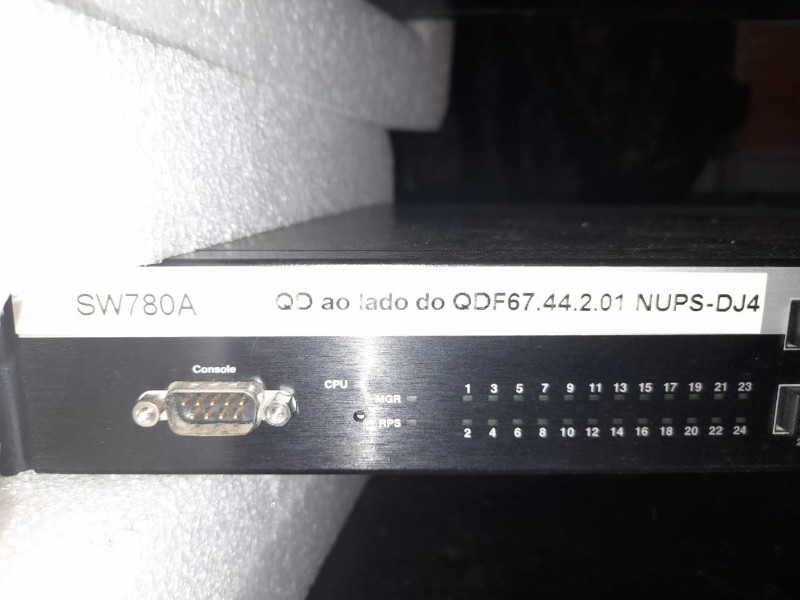 SW780A QD ao lado do QDF67.44.2.01 NUPS-DJ4
Console
CPU
MGR
RPS
1 3 5 7 9 11 13 15 17 19 21 23
2 4 6 8 10 12 14 16 18 20 22 24